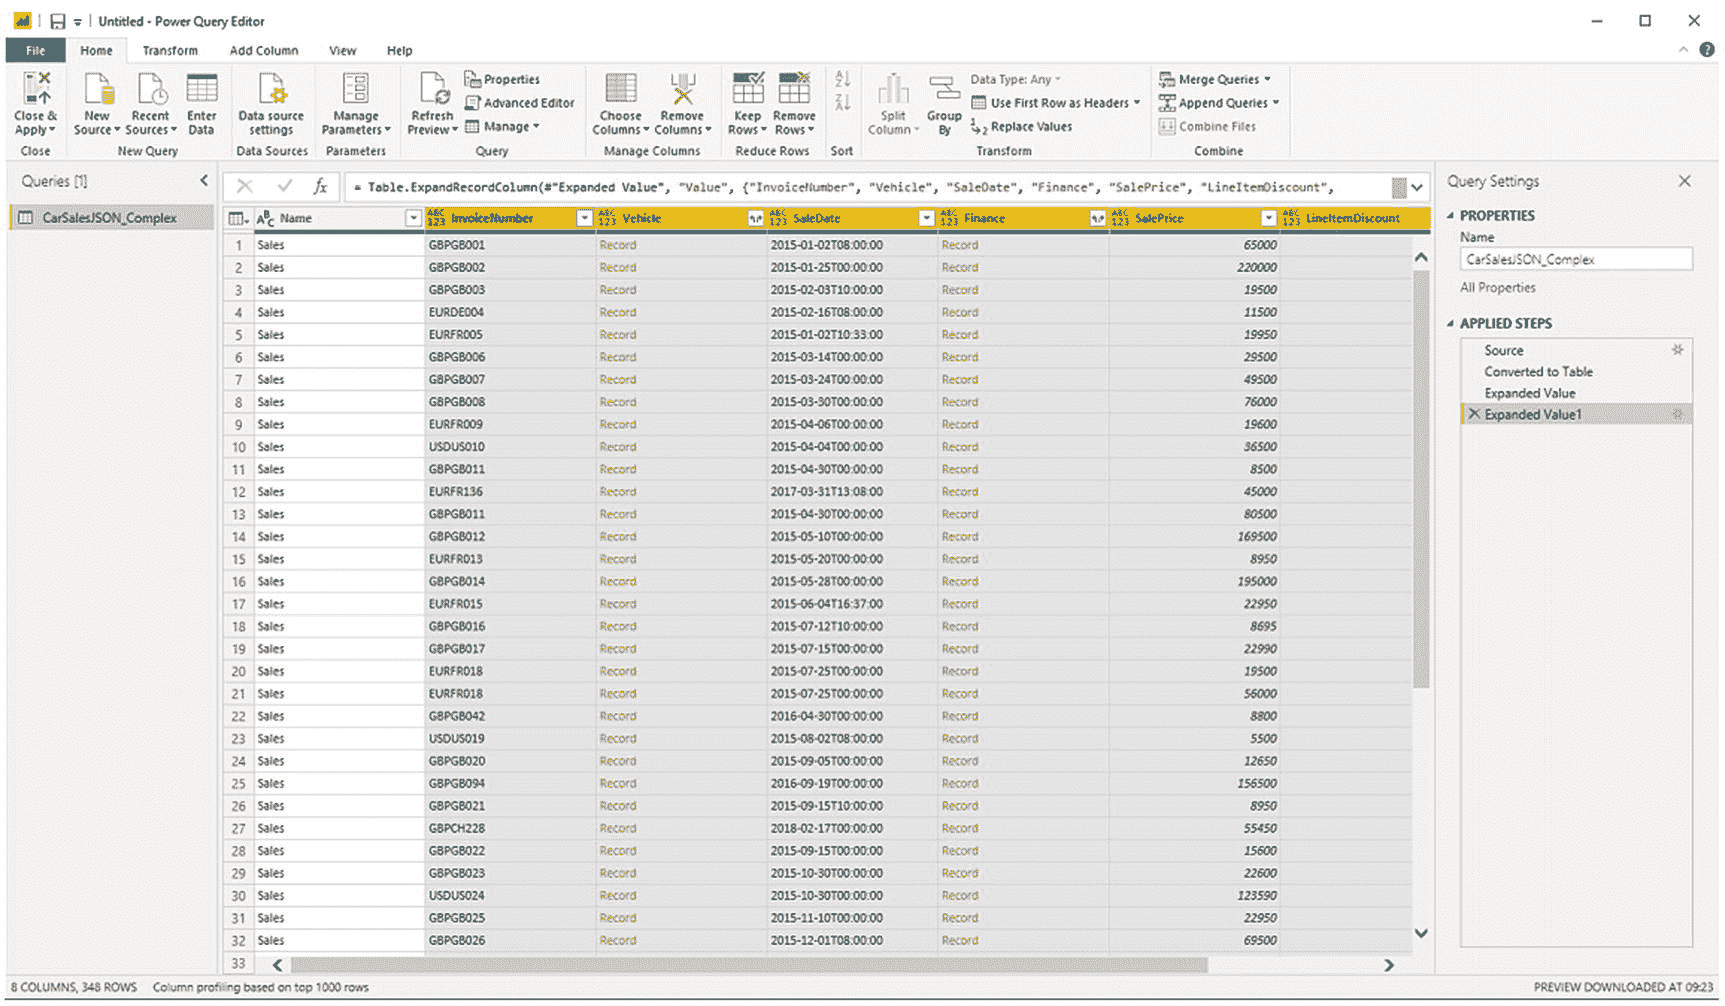 Untitled - Power Query Editor
File Home Transform Add Column View Help
Close & Apply
New Source
Recent Sources
Enter Data
Data source settings
Manage Parameters
Refresh Preview
Properties
Advanced Editor
Manage
Choose Columns
Remove Columns
Keep Rows
Remove Rows
Split Column
Group By
Data Type: Any
Use First Row as Headers
Replace Values
Merge Queries
Append Queries
Combine Files
Close New Query Data Sources Parameters Query Manage Columns Reduce Rows Sort Transform Combine
Queries [1]
CarSalesJSON_Complex
fx = Table.ExpandRecordColumn(#"Expanded Value", "Value", {"InvoiceNumber", "Vehicle", "SaleDate", "Finance", "SalePrice", "LineItemDiscount",
ABC Name ABC 123 InvoiceNumber ABC 123 Vehicle ABC 123 SaleDate ABC 123 Finance ABC 123 SalePrice ABC 123 LineItemDiscount
1 Sales GBPGB001 Record 2015-01-02T08:00:00 Record 65000
2 Sales GBPGB002 Record 2015-01-25T00:00:00 Record 220000
3 Sales GBPGB003 Record 2015-02-03T10:00:00 Record 19500
4 Sales EURDE004 Record 2015-02-16T08:00:00 Record 11500
5 Sales EURFR005 Record 2015-01-02T10:33:00 Record 19950
6 Sales GBPGB006 Record 2015-03-14T00:00:00 Record 29500
7 Sales GBPGB007 Record 2015-03-24T00:00:00 Record 49500
8 Sales GBPGB008 Record 2015-03-30T00:00:00 Record 76000
9 Sales EURFR009 Record 2015-04-06T00:00:00 Record 19600
10 Sales USDUS010 Record 2015-04-04T00:00:00 Record 36500
11 Sales GBPGB011 Record 2015-04-30T00:00:00 Record 8500
12 Sales EURFR136 Record 2017-03-31T13:08:00 Record 45000
13 Sales GBPGB011 Record 2015-04-30T00:00:00 Record 80500
14 Sales GBPGB012 Record 2015-05-10T00:00:00 Record 169500
15 Sales EURFR013 Record 2015-05-20T00:00:00 Record 8950
16 Sales GBPGB014 Record 2015-05-28T00:00:00 Record 195000
17 Sales EURFR015 Record 2015-06-04T16:37:00 Record 22950
18 Sales GBPGB016 Record 2015-07-12T10:00:00 Record 8695
19 Sales GBPGB017 Record 2015-07-15T00:00:00 Record 22990
20 Sales EURFR018 Record 2015-07-25T00:00:00 Record 19500
21 Sales EURFR018 Record 2015-07-25T00:00:00 Record 56000
22 Sales GBPGB042 Record 2016-04-30T00:00:00 Record 8800
23 Sales USDUS019 Record 2015-08-02T08:00:00 Record 5500
24 Sales GBPGB020 Record 2015-09-05T00:00:00 Record 12650
25 Sales GBPGB094 Record 2016-09-19T00:00:00 Record 156500
26 Sales GBPGB021 Record 2015-09-15T10:00:00 Record 8950
27 Sales GBPCH228 Record 2018-02-17T00:00:00 Record 55450
28 Sales GBPGB022 Record 2015-09-15T00:00:00 Record 15600
29 Sales GBPGB023 Record 2015-10-30T00:00:00 Record 22600
30 Sales USDUS024 Record 2015-10-30T00:00:00 Record 123590
31 Sales GBPGB025 Record 2015-11-10T00:00:00 Record 22950
32 Sales GBPGB026 Record 2015-12-01T08:00:00 Record 69500
33
Query Settings
PROPERTIES
Name
CarSalesJSON_Complex
All Properties
APPLIED STEPS
Source
Converted to Table
Expanded Value
Expanded Value1
8 COLUMNS, 348 ROWS Column profiling based on top 1000 rows PREVIEW DOWNLOADED AT 09:23